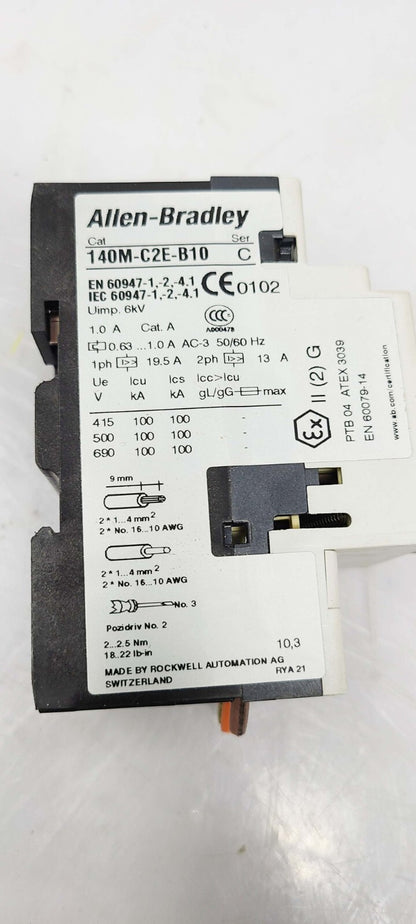 Allen-Bradley
Cat Ser.
140M-C2E-B10 C
EN 60947-1,-2,-4.1
IEC 60947-1,-2,-4.1 CE 0102
Uimp. 6kV CCC
1.0 A Cat. A A000478
0.63 ...1.0 A AC-3 50/60 Hz
1ph 19.5 A 2ph 13 A
Ue Icu Ics Icc>Icu
V kA kA gL/gG max
415 100 100 -
500 100 100 -
690 100 100 -
9 mm
2 * 1...4 mm²
2 * No. 16...10 AWG
2 * 1...4 mm²
2 * No. 16...10 AWG
No. 3
Pozidriv No. 2
2...2.5 Nm
18..22 lb-in 10,3
MADE BY ROCKWELL AUTOMATION AG RYA 21
SWITZERLAND
Ex II (2) G
PTB 04 ATEX 3039
EN 60079-14
www.ab.com/certification